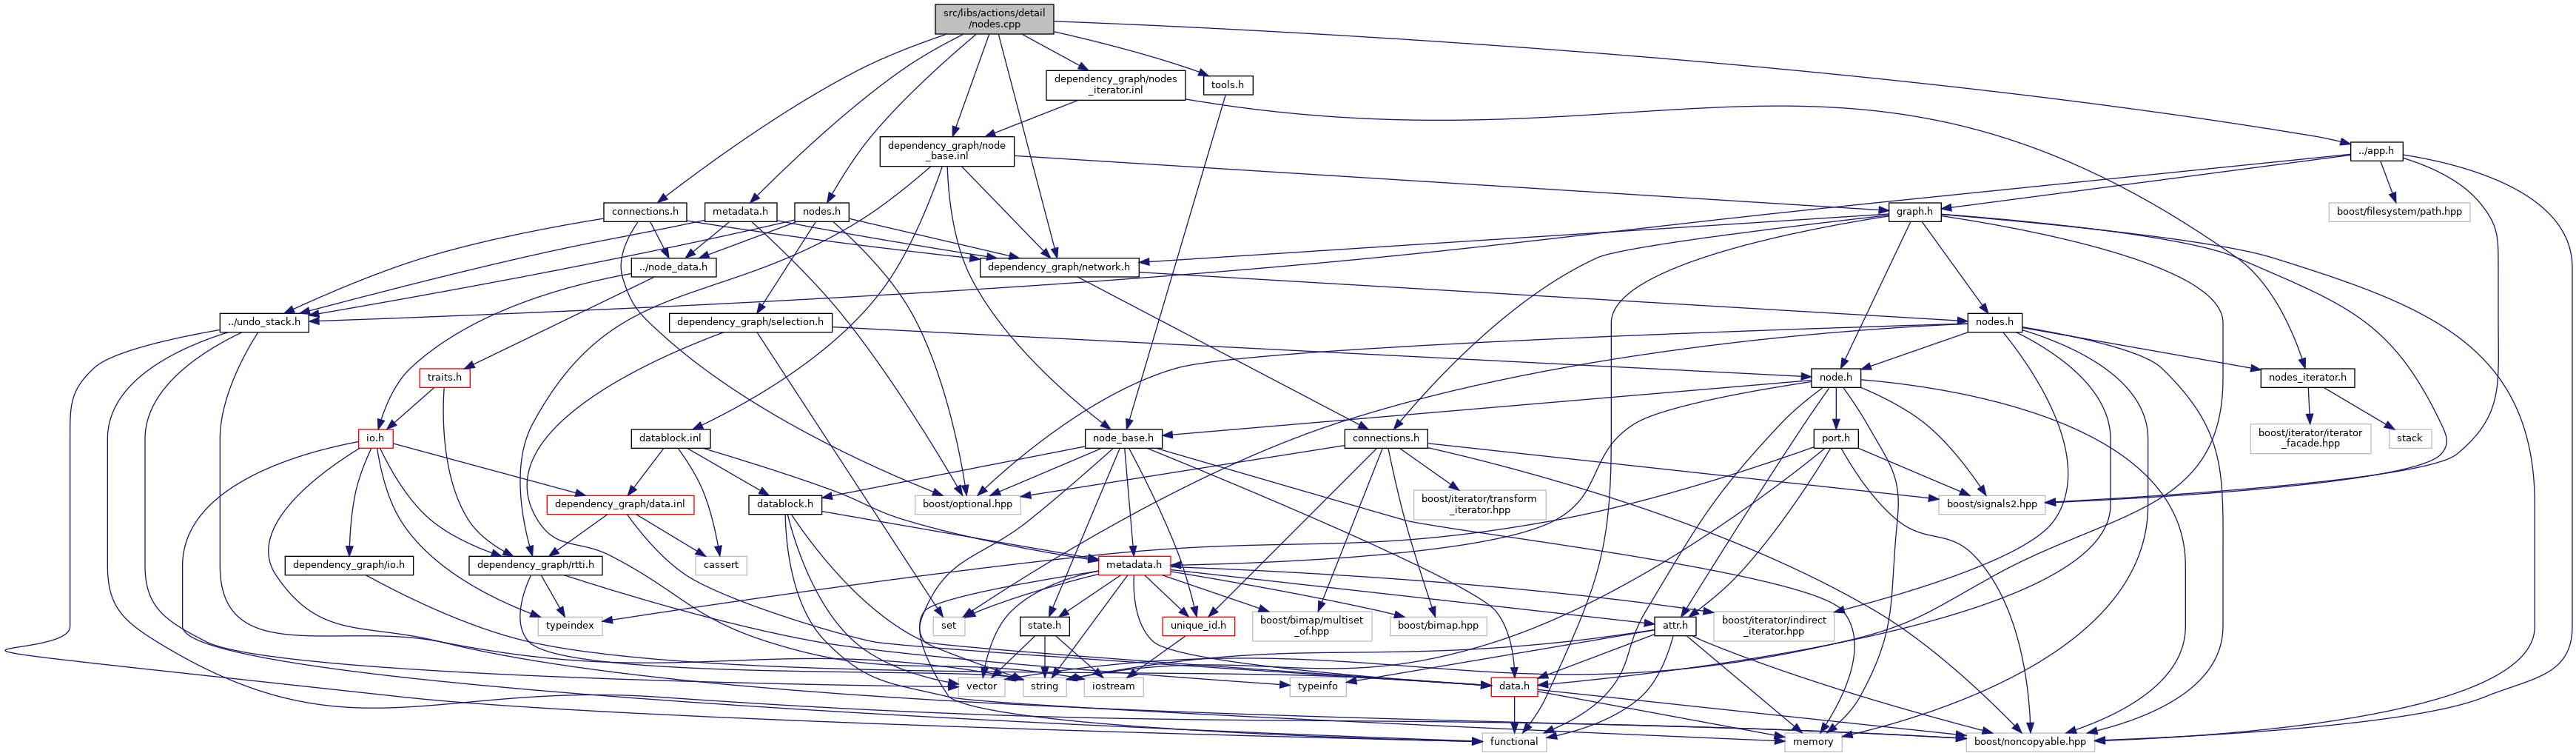 src/libs/actions/detail
/nodes.cpp
dependency_graph/nodes
_iterator.inl
tools.h
dependency_graph/node
_base.inl
../app.h
connections.h
metadata.h
nodes.h
graph.h
boost/filesystem/path.hpp
../node_data.h
dependency_graph/network.h
../undo_stack.h
dependency_graph/selection.h
nodes.h
traits.h
node.h
nodes_iterator.h
io.h
datablock.inl
node_base.h
connections.h
port.h
boost/iterator/iterator
_facade.hpp
stack
dependency_graph/data.inl
datablock.h
boost/optional.hpp
boost/iterator/transform
_iterator.hpp
boost/signals2.hpp
dependency_graph/io.h
dependency_graph/rtti.h
cassert
metadata.h
typeindex
set
state.h
unique_id.h
boost/bimap/multiset
_of.hpp
boost/bimap.hpp
attr.h
boost/iterator/indirect
_iterator.hpp
vector
string
iostream
typeinfo
data.h
functional
memory
boost/noncopyable.hpp